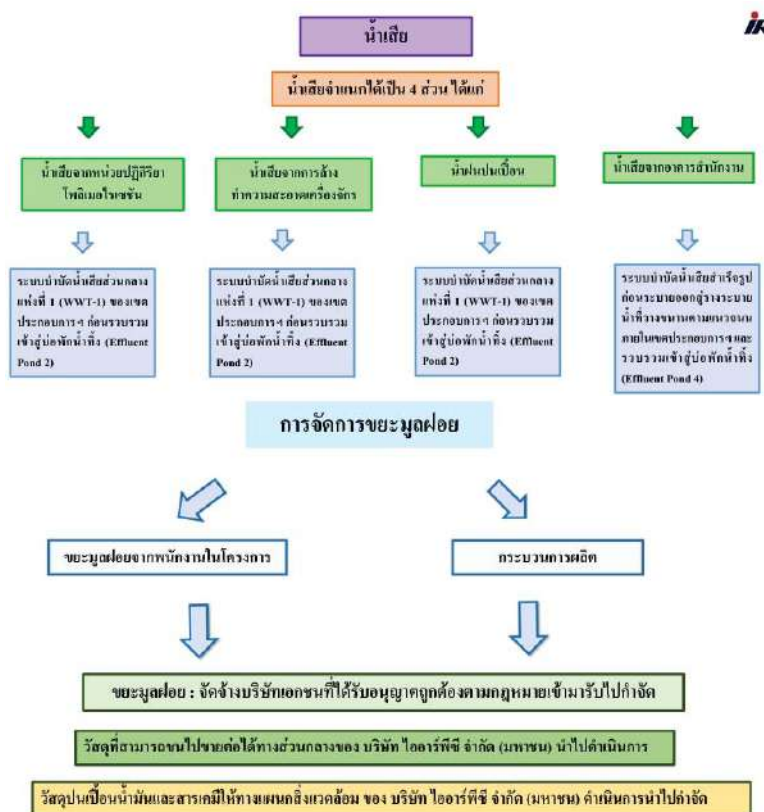 น้ำเสีย
น้ำเสียจำแนกได้เป็น 4 ส่วน ได้แก่
น้ำเสียจากหน่วยปฏิกิริยา
โพลิเมอไรเซชัน
น้ำเสียจากการล้าง
ทำความสะอาดเครื่องจักร
น้ำฝนปนเปื้อน
น้ำเสียจากอาคารสำนักงาน
ระบบบำบัดน้ำเสียส่วนกลาง
แห่งที่ 1 (WWT-1) ของเขต
ประกอบการฯ ก่อนรวบรวม
เข้าสู่บ่อพักน้ำทิ้ง (Effluent
Pond 2)
ระบบบำบัดน้ำเสียส่วนกลาง
แห่งที่ 1 (WWT-1) ของเขต
ประกอบการฯ ก่อนรวบรวม
เข้าสู่บ่อพักน้ำทิ้ง (Effluent
Pond 2)
ระบบบำบัดน้ำเสียส่วนกลาง
แห่งที่ 1 (WWT-1) ของเขต
ประกอบการฯ ก่อนรวบรวม
เข้าสู่บ่อพักน้ำทิ้ง (Effluent
Pond 2)
ระบบบำบัดน้ำเสียสำเร็จรูป
ก่อนระบายออกสู่รางระบาย
น้ำที่วางขนานตามแนวถนน
ภายในเขตประกอบการฯ และ
รวบรวมเข้าสู่บ่อพักน้ำทิ้ง
(Effluent Pond 4)
การจัดการขยะมูลฝอย
ขยะมูลฝอยจากพนักงานในโครงการ
กระบวนการผลิต
ขยะมูลฝอย : จัดจ้างบริษัทเอกชนที่ได้รับอนุญาตถูกต้องตามกฎหมายเข้ามารับไปกำจัด
วัสดุที่สามารถขนไปขายต่อได้ทางส่วนกลางของ บริษัท ไออาร์พีซี จำกัด (มหาชน) นำไปดำเนินการ
วัสดุปนเปื้อนน้ำมันและสารเคมีให้ทางแผนกสิ่งแวดล้อม ของ บริษัท ไออาร์พีซี จำกัด (มหาชน) ดำเนินการนำไปกำจัด